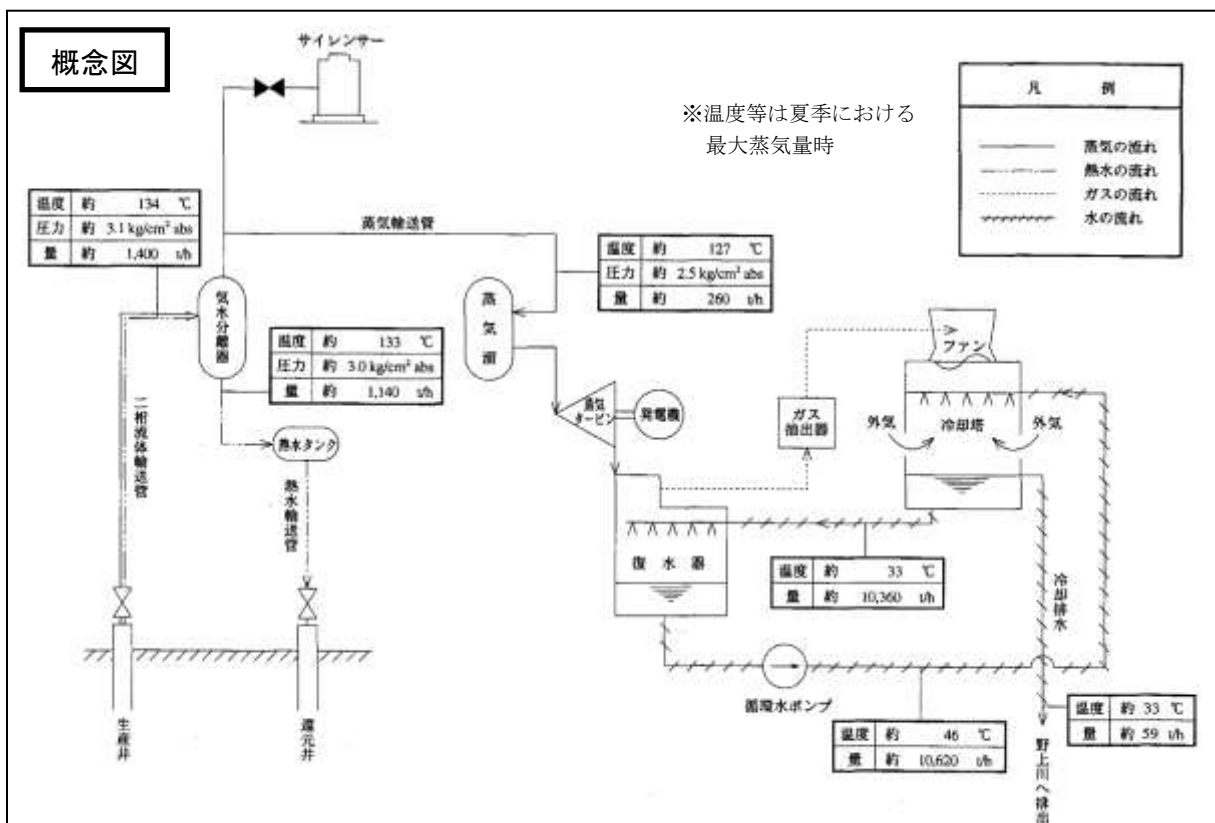 概念図
サイレンサー
※温度等は夏季における
最大蒸気量時
凡 例
蒸気の流れ
熱水の流れ
ガスの流れ
水の流れ
温度 約 134 ℃
圧力 約 3.1 kg/cm² abs
量 約 1,400 t/h
蒸気輸送管
温度 約 127 ℃
圧力 約 2.5 kg/cm² abs
量 約 260 t/h
気水分離器
蒸気溜
温度 約 133 ℃
圧力 約 3.0 kg/cm² abs
量 約 1,140 t/h
ファン
蒸気
タービン
発電機
ガス
抽出器
外気
冷却塔
外気
二相流体輸送管
熱水タンク
熱水輸送管
復水器
温度 約 33 ℃
量 約 10,360 t/h
冷却排水
循環水ポンプ
生産井
還元井
温度 約 46 ℃
量 約 10,620 t/h
温度 約 33 ℃
量 約 59 t/h
野上川へ排出